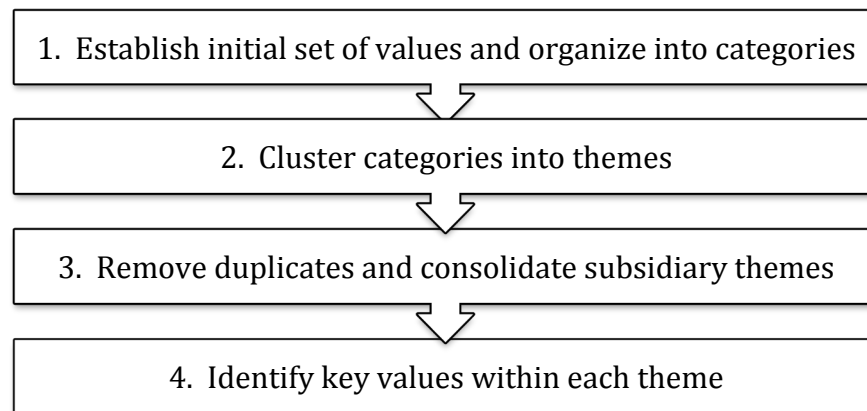 1. Establish initial set of values and organize into categories
2. Cluster categories into themes
3. Remove duplicates and consolidate subsidiary themes
4. Identify key values within each theme